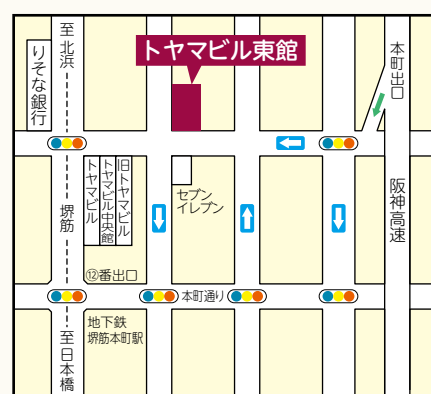 至北浜
りそな銀行
トヤマビル東館
本町出口
堺筋
トヤマビル
トヤマビル中央館
旧トヤマビル
セブン
イレブン
阪神高速
⑫番出口
本町通り
地下鉄
堺筋本町駅
至日本橋